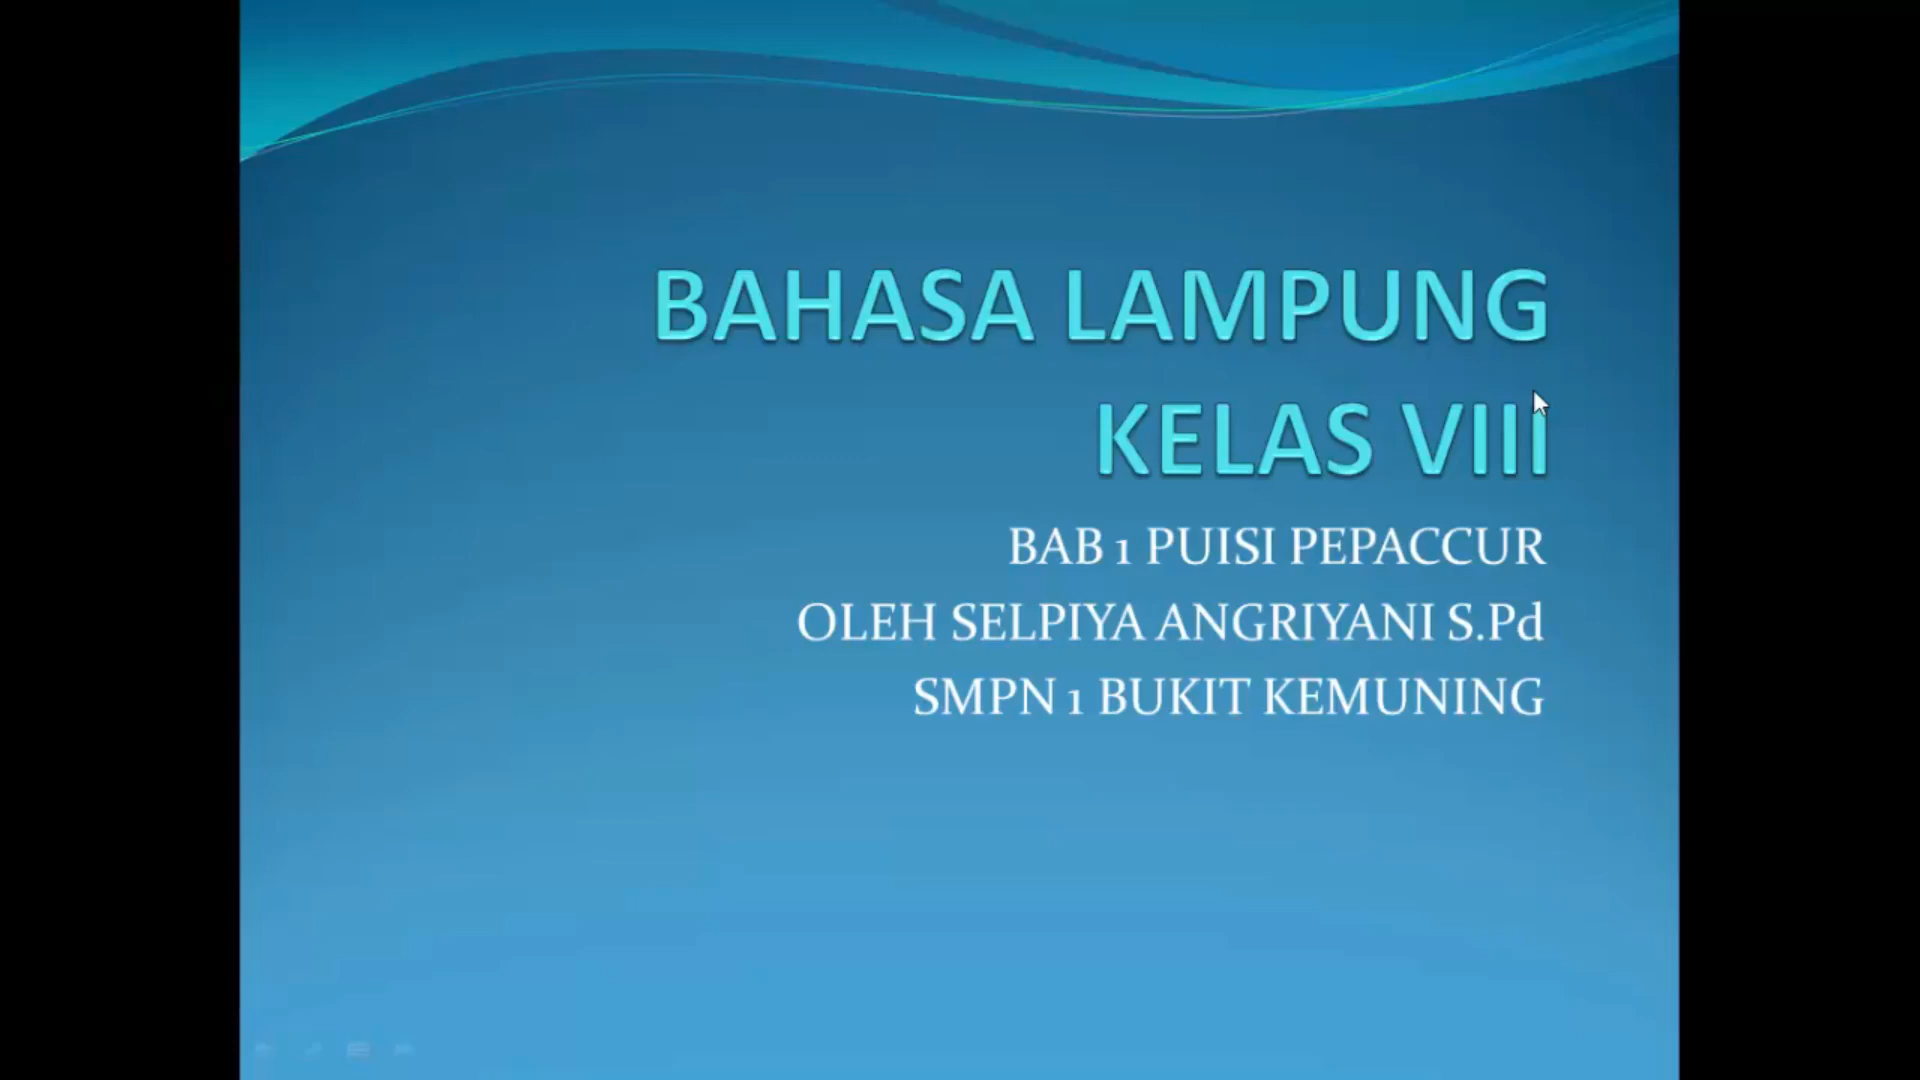 BAHASA LAMPUNG
KELAS VIII
BAB 1 PUISI PEPACCUR
OLEH SELPIYA ANGRIYANI S.Pd
SMPN 1 BUKIT KEMUNING